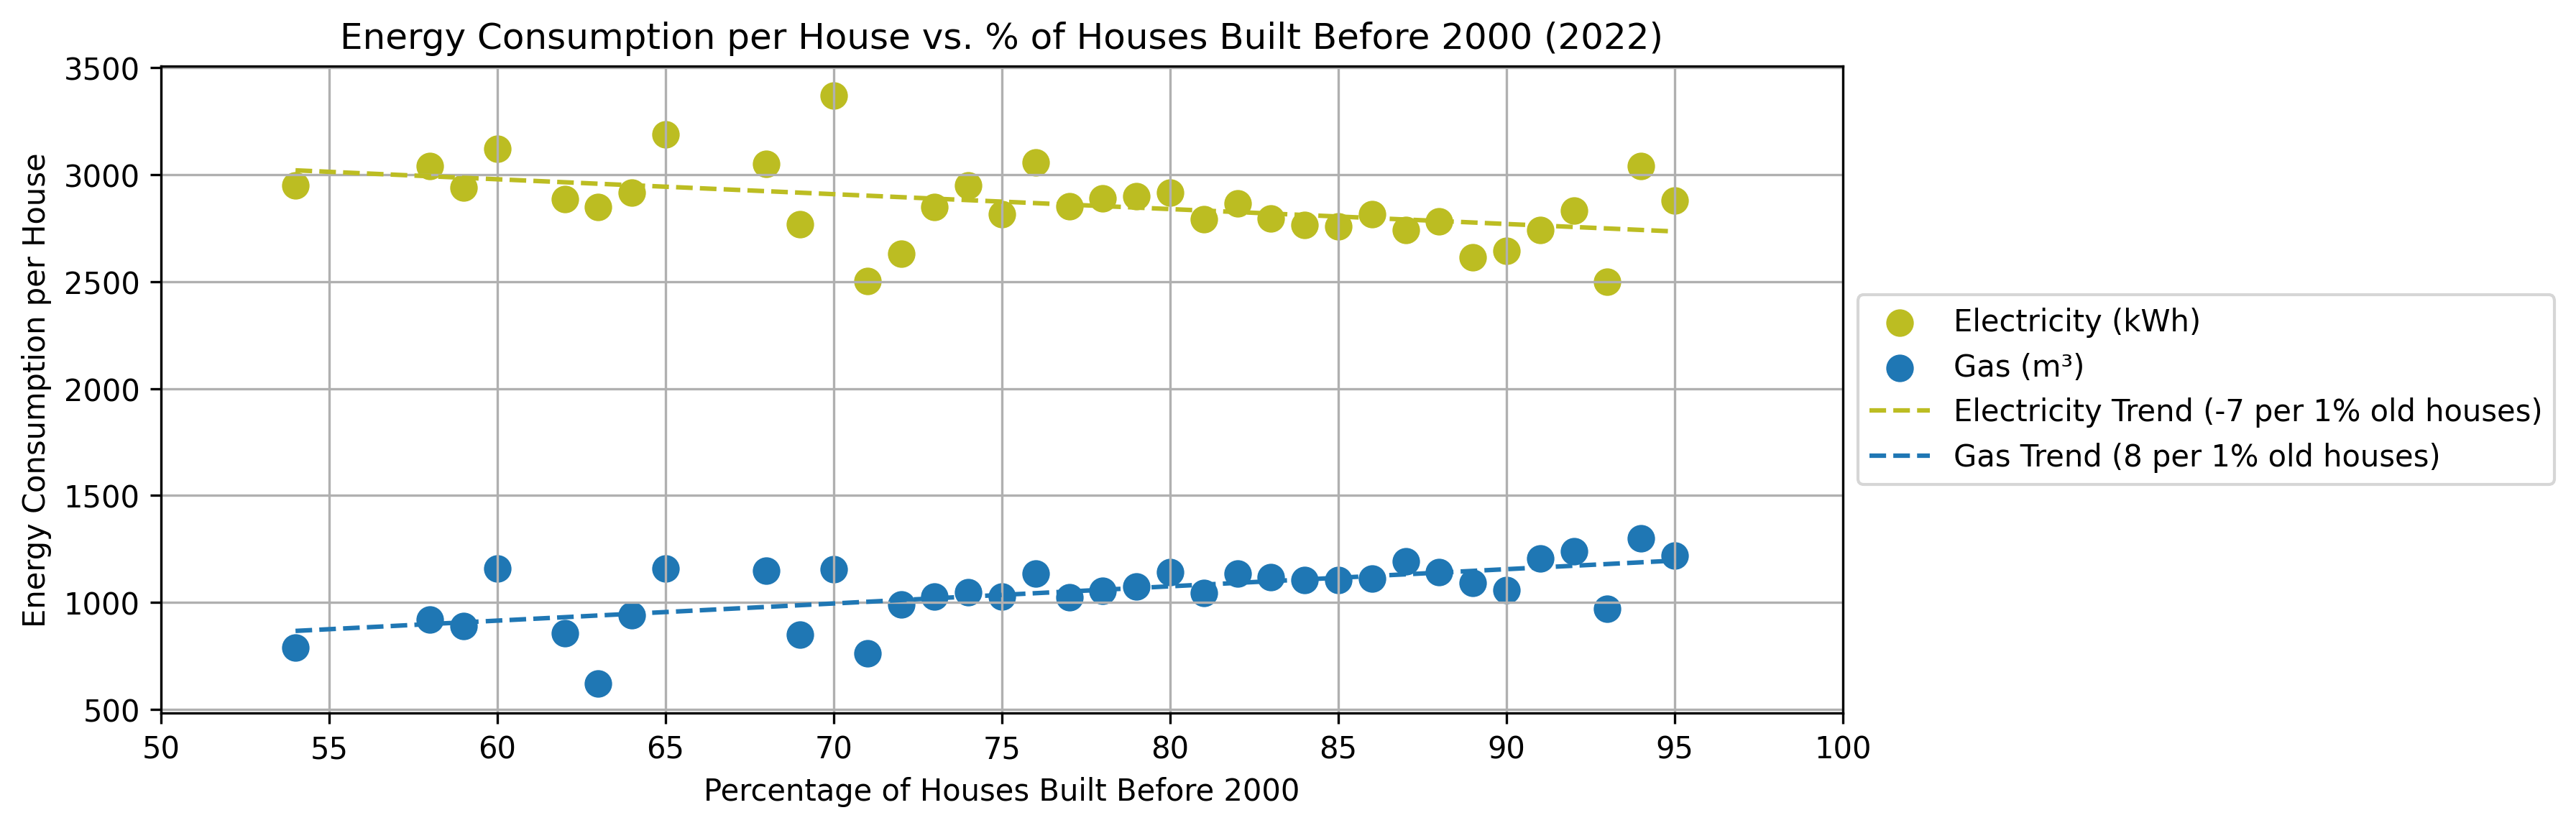 Energy Consumption per House vs. % of Houses Built Before 2000 (2022)
Energy Consumption per House
3500
3000
2500
2000
1500
1000
500
50 55 60 65 70 75 80 85 90 95 100
Percentage of Houses Built Before 2000
Electricity (kWh)
Gas (m³)
Electricity Trend (-7 per 1% old houses)
Gas Trend (8 per 1% old houses)